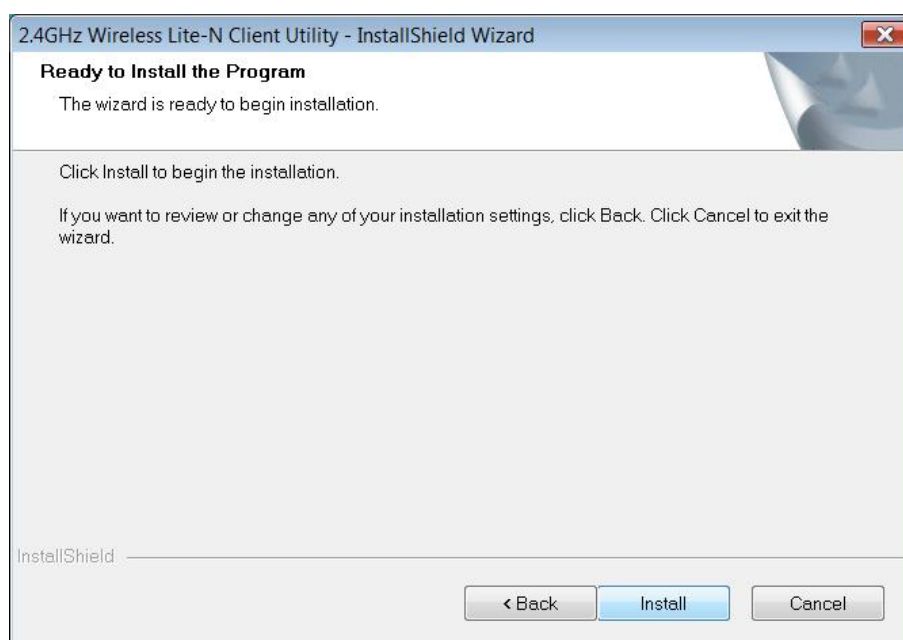 2.4GHz Wireless Lite-N Client Utility - InstallShield Wizard
Ready to Install the Program
The wizard is ready to begin installation.
Click Install to begin the installation.
If you want to review or change any of your installation settings, click Back. Click Cancel to exit the
wizard.
InstallShield
< Back
Install
Cancel